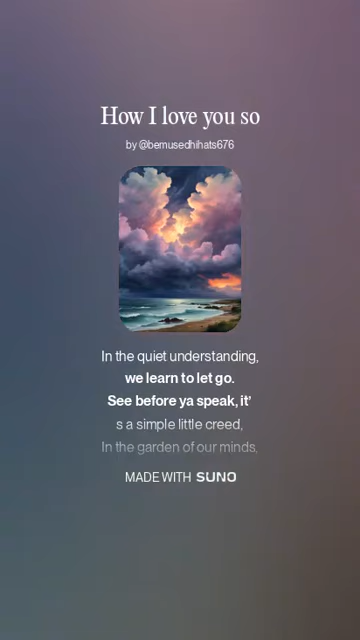 How I love you so
by @bemusedhihats676
In the quiet understanding,
we learn to let go.
See before ya speak, it’
s a simple little creed,
In the garden of our minds,
MADE WITH SUNO